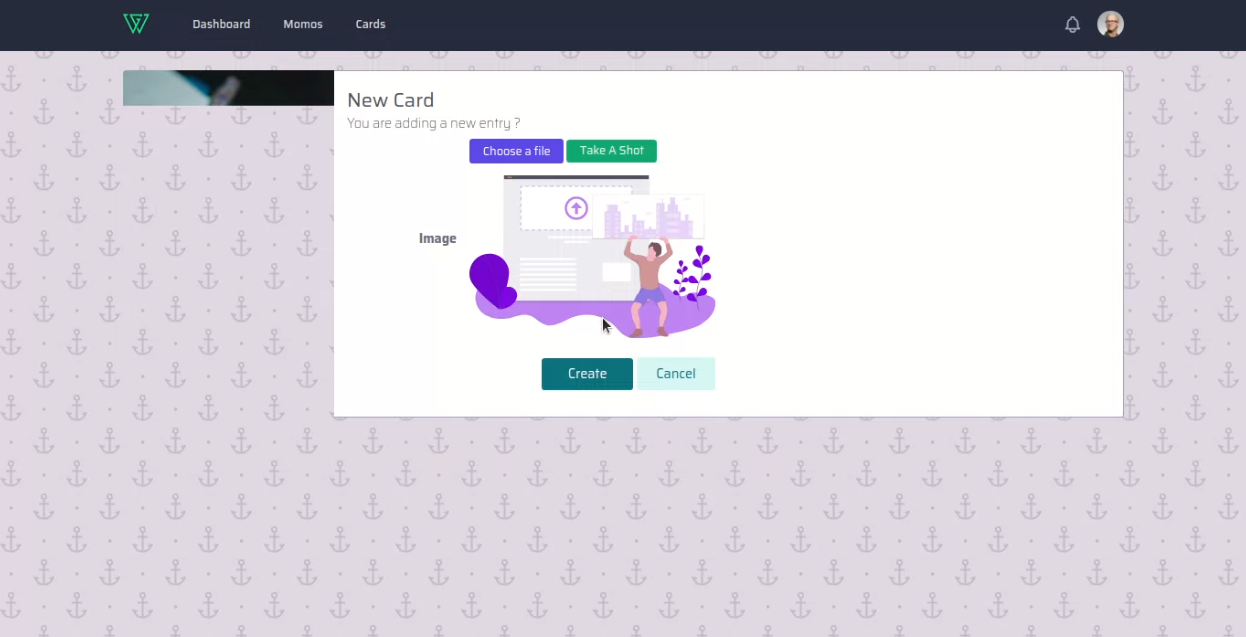 Dashboard Momos Cards
New Card
You are adding a new entry ?
Choose a file Take A Shot
Image
Create Cancel